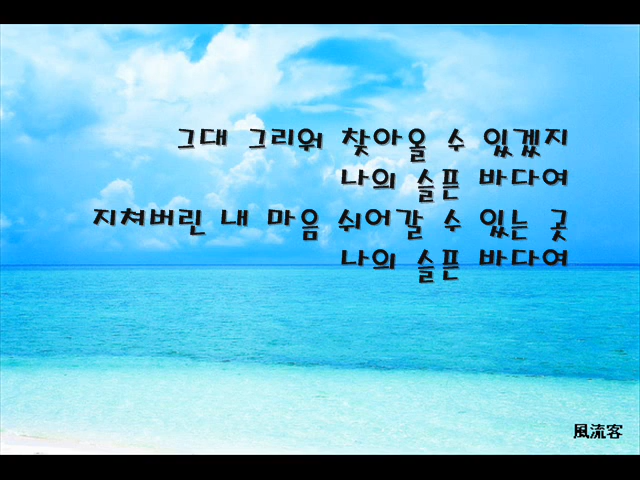 그대 그리워 찾아올 수 있겠지
나의 슬픈 바다여
지쳐버린 내 마음 쉬어갈 수 있는 곳
나의 슬픈 바다여
風流客